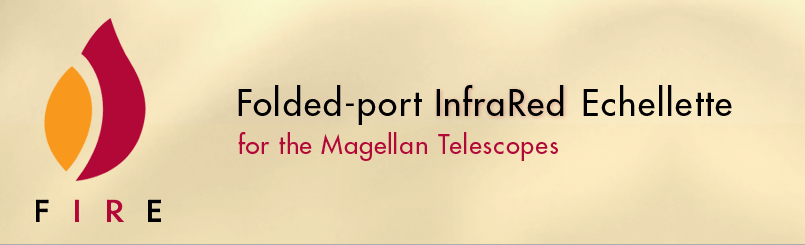 Folded-port InfraRed Echellette
for the Magellan Telescopes
F I R E